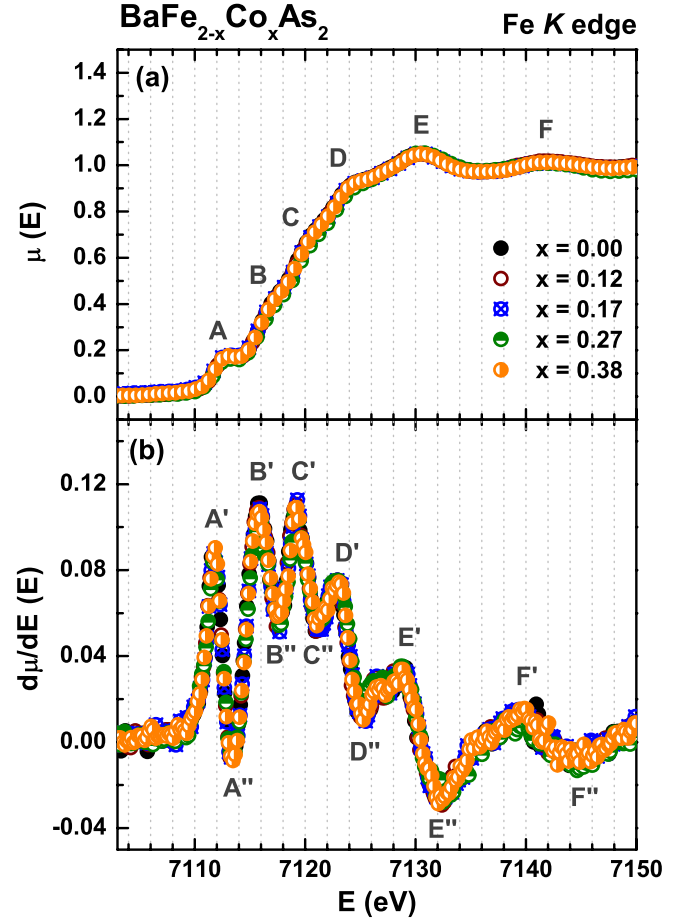 BaFe₂₋ₓCoₓAs₂ Fe K edge
(a)
1.4
1.2
1.0
0.8
0.6
0.4
0.2
0.0
μ (E)
A
B
C
D
E
F
x = 0.00
x = 0.12
x = 0.17
x = 0.27
x = 0.38
(b)
0.12
0.08
0.04
0.00
-0.04
dμ/dE (E)
A'
B'
C'
D'
E'
F'
A"
B"
C"
D"
E"
F"
7110 7120 7130 7140 7150
E (eV)